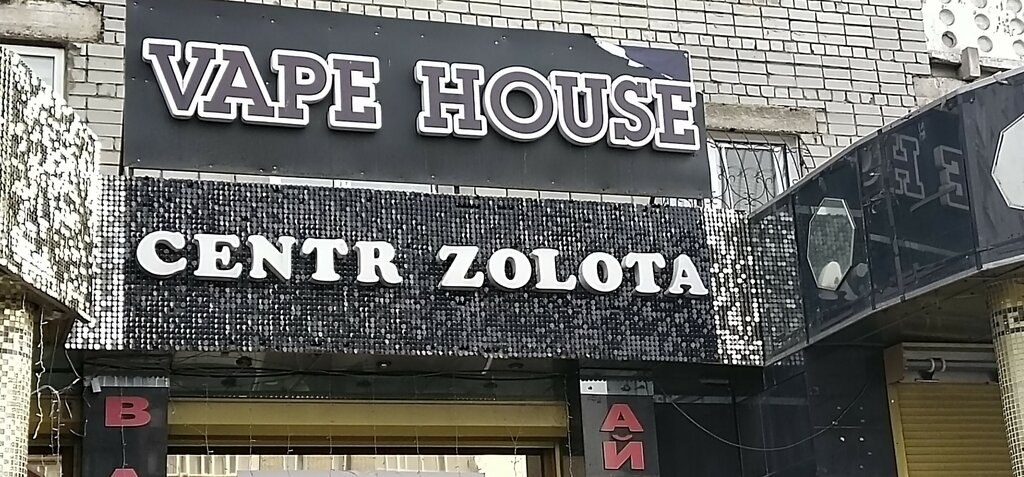 VAPE HOUSE
CENTR ZOLOTA
В
АЙ